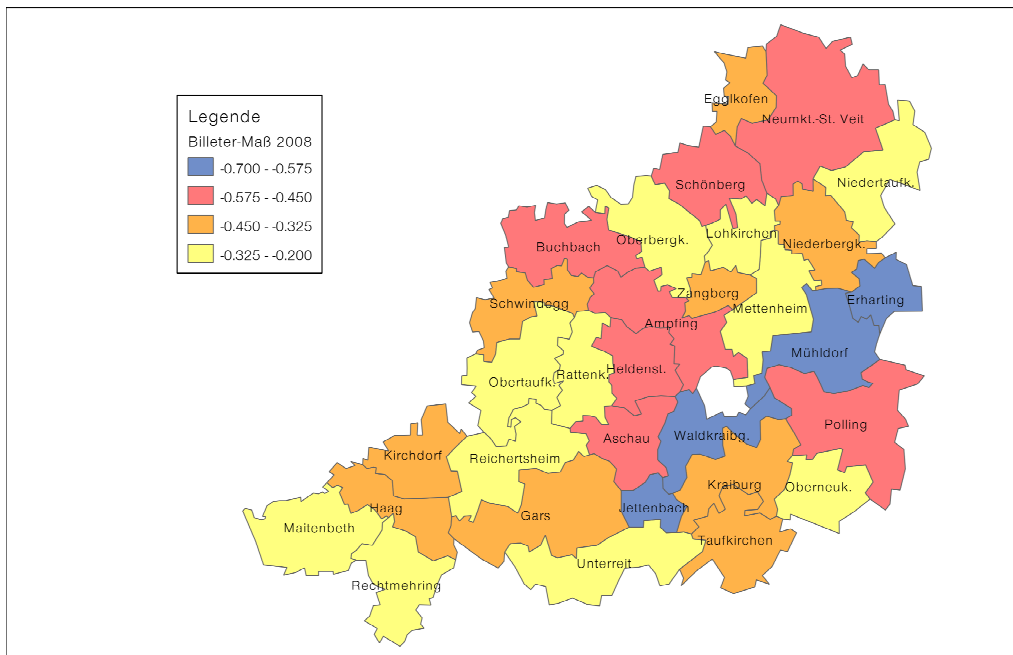 Legende
Billeter-Maß 2008
-0.700 - -0.575
-0.575 - -0.450
-0.450 - -0.325
-0.325 - -0.200
Egglkofen
Neumkt.-St. Veit
Niedertaufk.
Schönberg
Lohkirchen
Oberbergk.
Niederbergk.
Buchbach
Zangberg
Erharting
Schwindegg
Mettenheim
Ampfing
Mühldorf
Heldenst.
Rattenk.
Obertaufk.
Polling
Aschau
Waldkraibg.
Kirchdorf
Reichertsheim
Kraiburg
Oberneuk.
Haag
Gars
Jettenbach
Maitenbeth
Taufkirchen
Unterreit
Rechtmehring